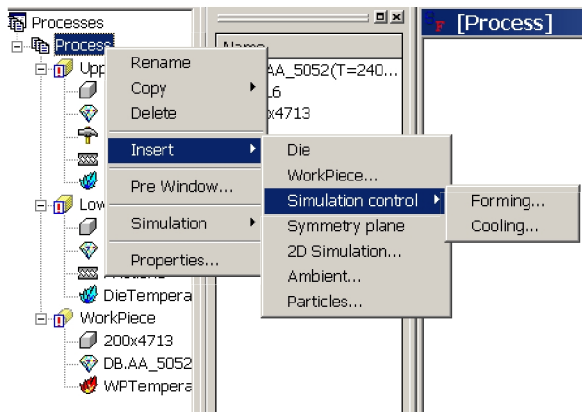 Processes
[Process]
Process
Name
Upp
Rename
AA_5052(T=240...
Copy
L6
Delete
x4713
Insert
Die
Pre Window...
WorkPiece...
Simulation control
Forming...
Low
Simulation
Symmetry plane
Cooling...
2D Simulation...
Properties...
Ambient...
DieTempera
Particles...
WorkPiece
200x4713
DB.AA_5052
WPTempera